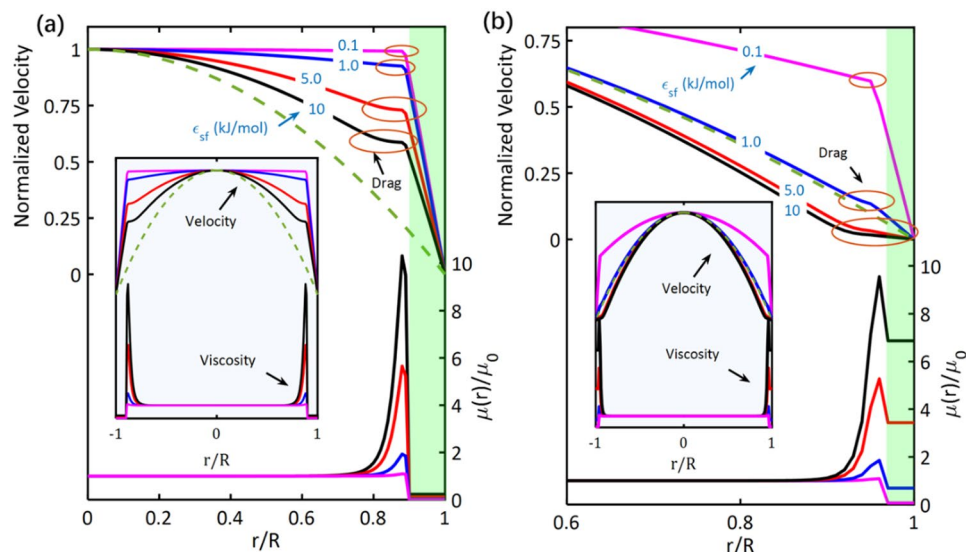 (a)
Normalized Velocity
1
0.75
0.5
0.25
0
0.1
1.0
5.0
10
ϵsf (kJ/mol)
Drag
Velocity
Viscosity
-1
0
1
r/R
10
8
6
4
2
0
μ(r)/μ0
0
0.2
0.4
0.6
0.8
1
r/R
(b)
Normalized Velocity
0.75
0.5
0.25
0
0.1
ϵsf (kJ/mol)
1.0
5.0
10
Drag
Velocity
Viscosity
-1
0
1
r/R
10
8
6
4
2
0
μ(r)/μ0
0.6
0.8
1
r/R